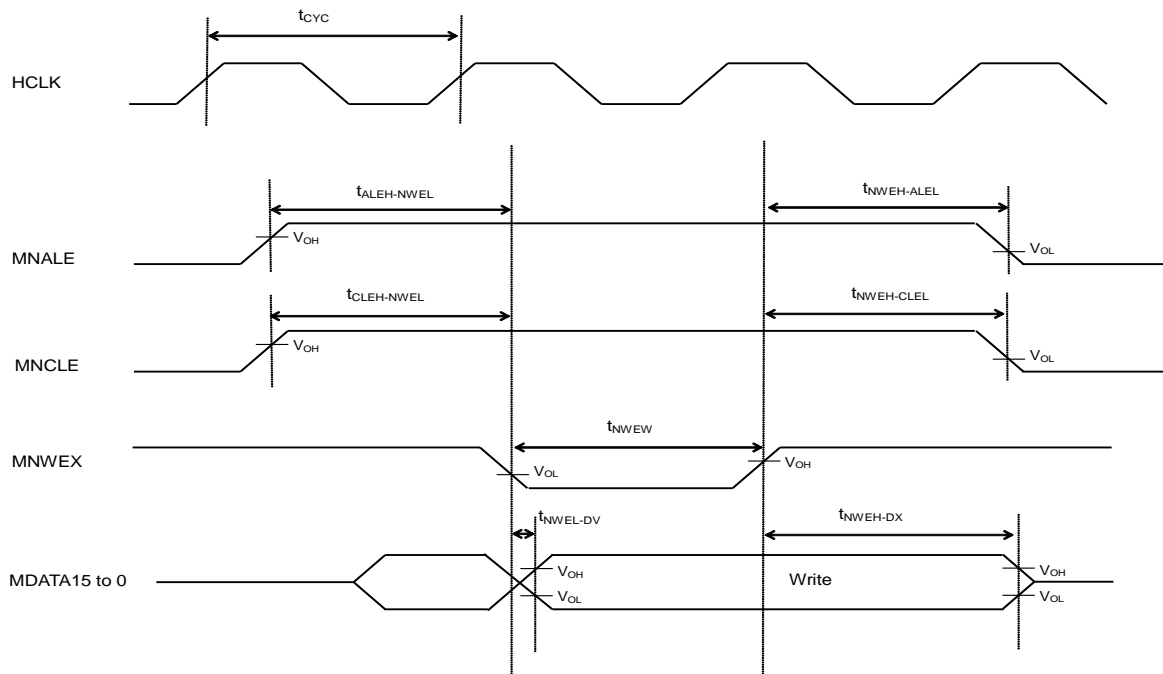 tCYC
HCLK
tALEH-NWEL
tNWEH-ALEL
VOH
MNALE
VOL
tCLEH-NWEL
tNWEH-CLEL
VOH
MNCLE
VOL
tNWEW
MNWEX
VOL
VOH
tNWEL-DV
tNWEH-DX
MDATA15 to 0
VOH
Write
VOH
VOL
VOL